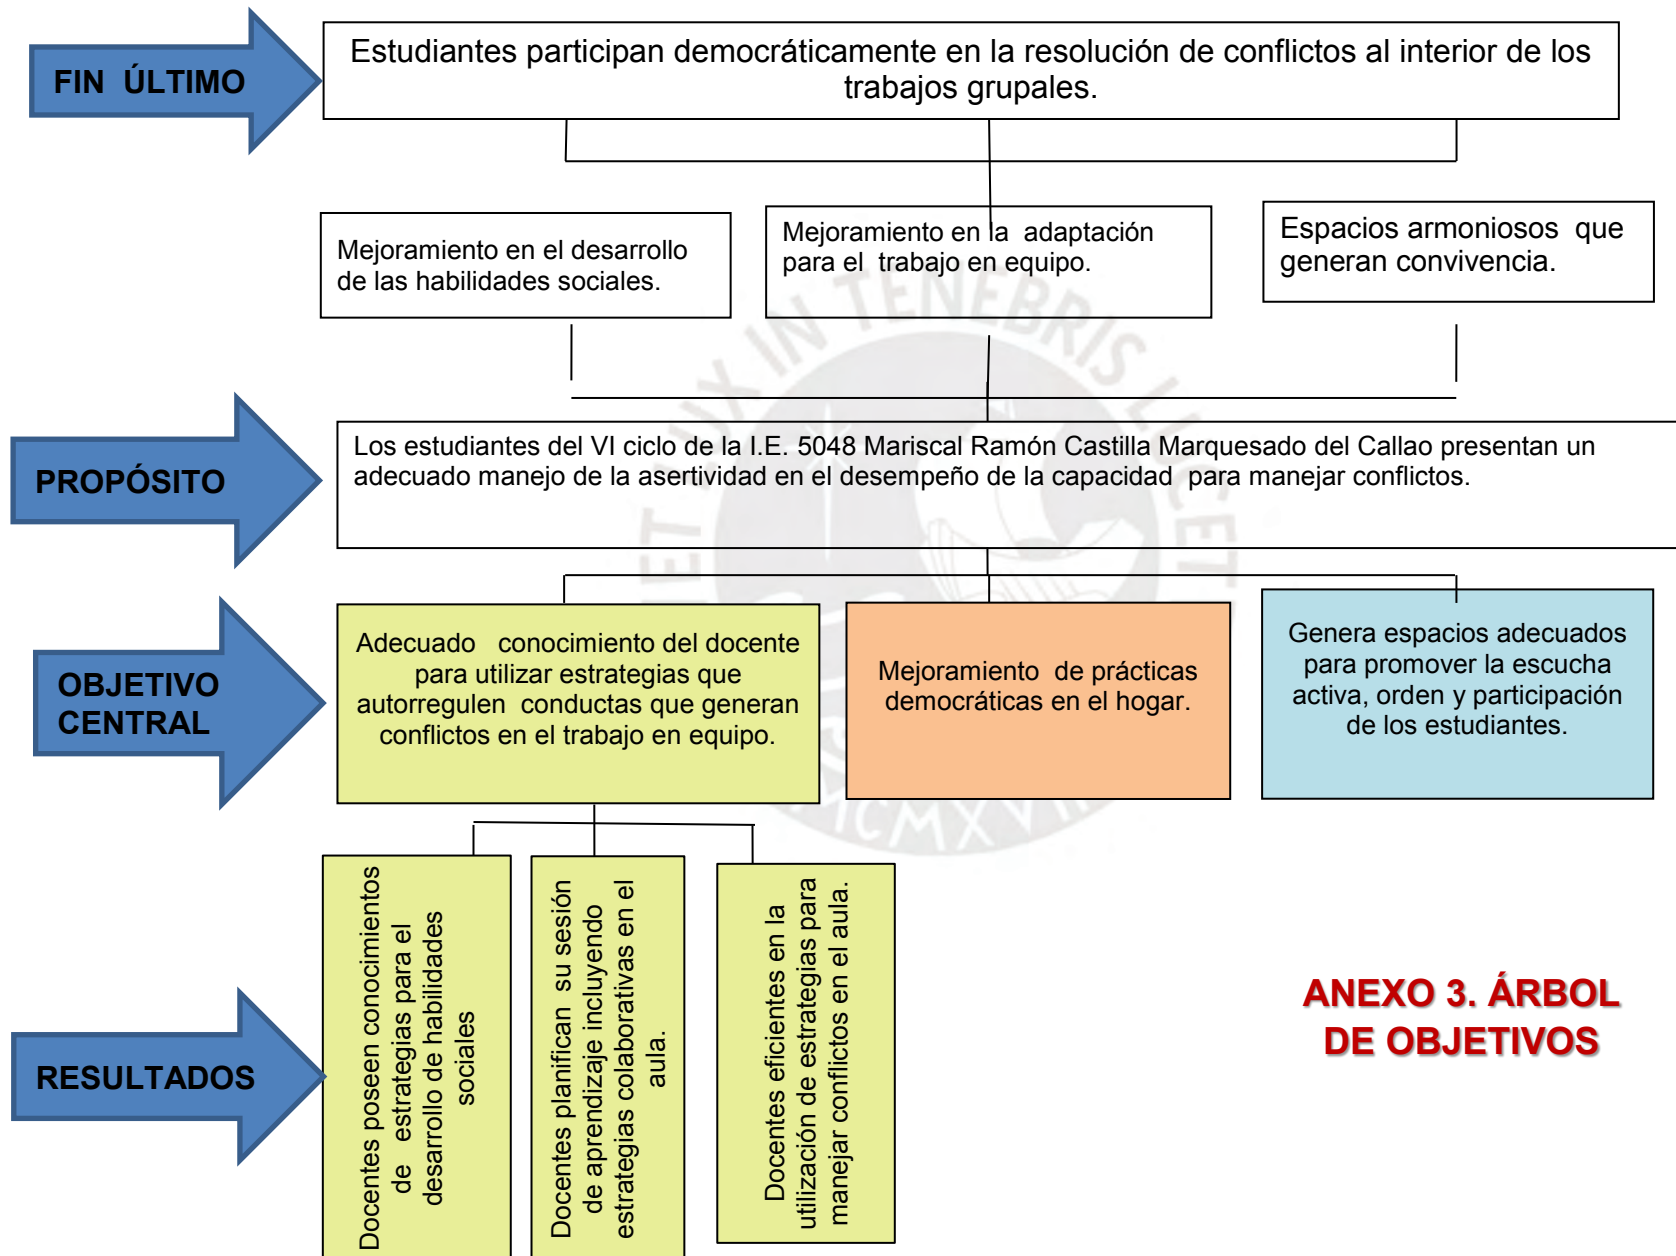 FIN ÚLTIMO
Estudiantes participan democráticamente en la resolución de conflictos al interior de los
trabajos grupales.
Mejoramiento en el desarrollo
de las habilidades sociales.
Mejoramiento en la adaptación
para el trabajo en equipo.
Espacios armoniosos que
generan convivencia.
PROPÓSITO
Los estudiantes del VI ciclo de la I.E. 5048 Mariscal Ramón Castilla Marquesado del Callao presentan un
adecuado manejo de la asertividad en el desempeño de la capacidad para manejar conflictos.
OBJETIVO
CENTRAL
Adecuado conocimiento del docente
para utilizar estrategias que
autorregulen conductas que generan
conflictos en el trabajo en equipo.
Mejoramiento de prácticas
democráticas en el hogar.
Genera espacios adecuados
para promover la escucha
activa, orden y participación
de los estudiantes.
RESULTADOS
Docentes poseen conocimientos
de estrategias para el
desarrollo de habilidades
sociales
Docentes planifican su sesión
de aprendizaje incluyendo
estrategias colaborativas en el
aula.
Docentes eficientes en la
utilización de estrategias para
manejar conflictos en el aula.
ANEXO 3. ÁRBOL
DE OBJETIVOS
ET LUX IN TENEBRIS LUCET